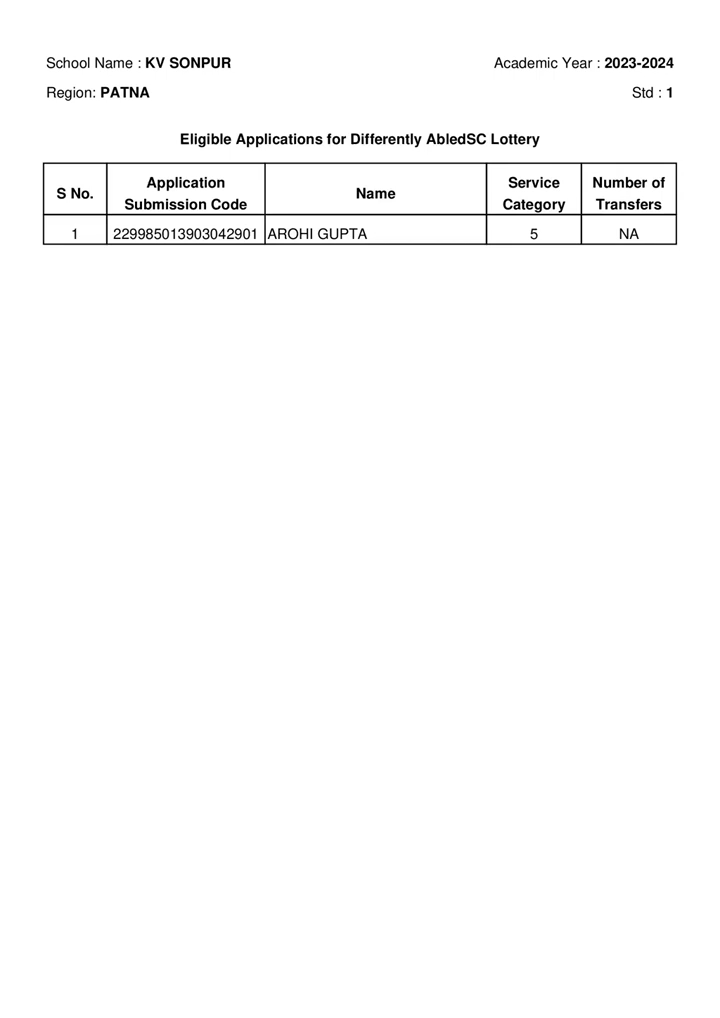 School Name : KV SONPUR Academic Year : 2023-2024
Region: PATNA Std : 1
Eligible Applications for Differently AbledSC Lottery
S No. Application Submission Code Name Service Category Number of Transfers
1 229985013903042901 AROHI GUPTA 5 NA